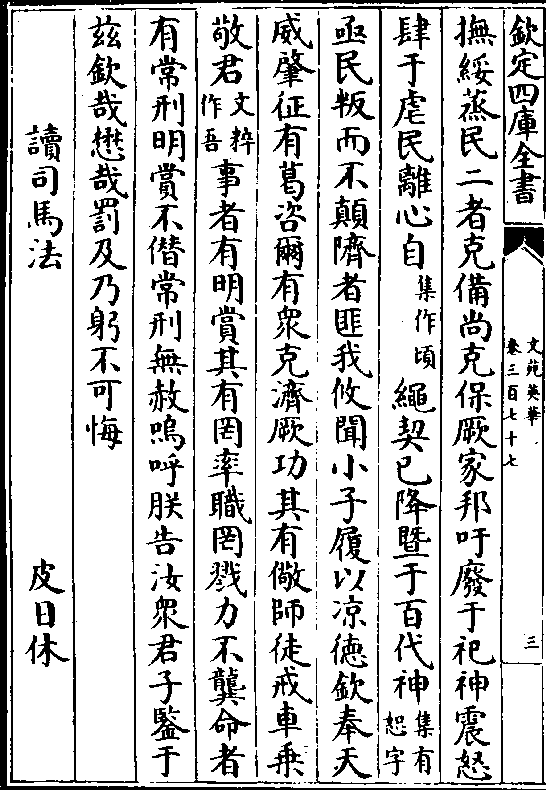 欽定四庫全書
文苑英華
卷三百七十七
三
撫綏蒸民二者克備尚克保厥家邦吁廢于祀神震怒
肆于虐民離心自集作頃繩契已降暨于百代神集有恕字
亟民叛而不顛隮者匪我攸聞小子履以凉德欽奉天
威肇征有葛咨爾有衆克濟厥功其有儆師徒戒車乗
敬君文粹作吾事者有明賞其有罔率職罔戮力不龔命者
有常刑明賞不僣常刑無赦嗚呼朕告汝衆君子監于
兹欽哉懋哉罰及乃躬不可悔
讀司馬法
皮日休